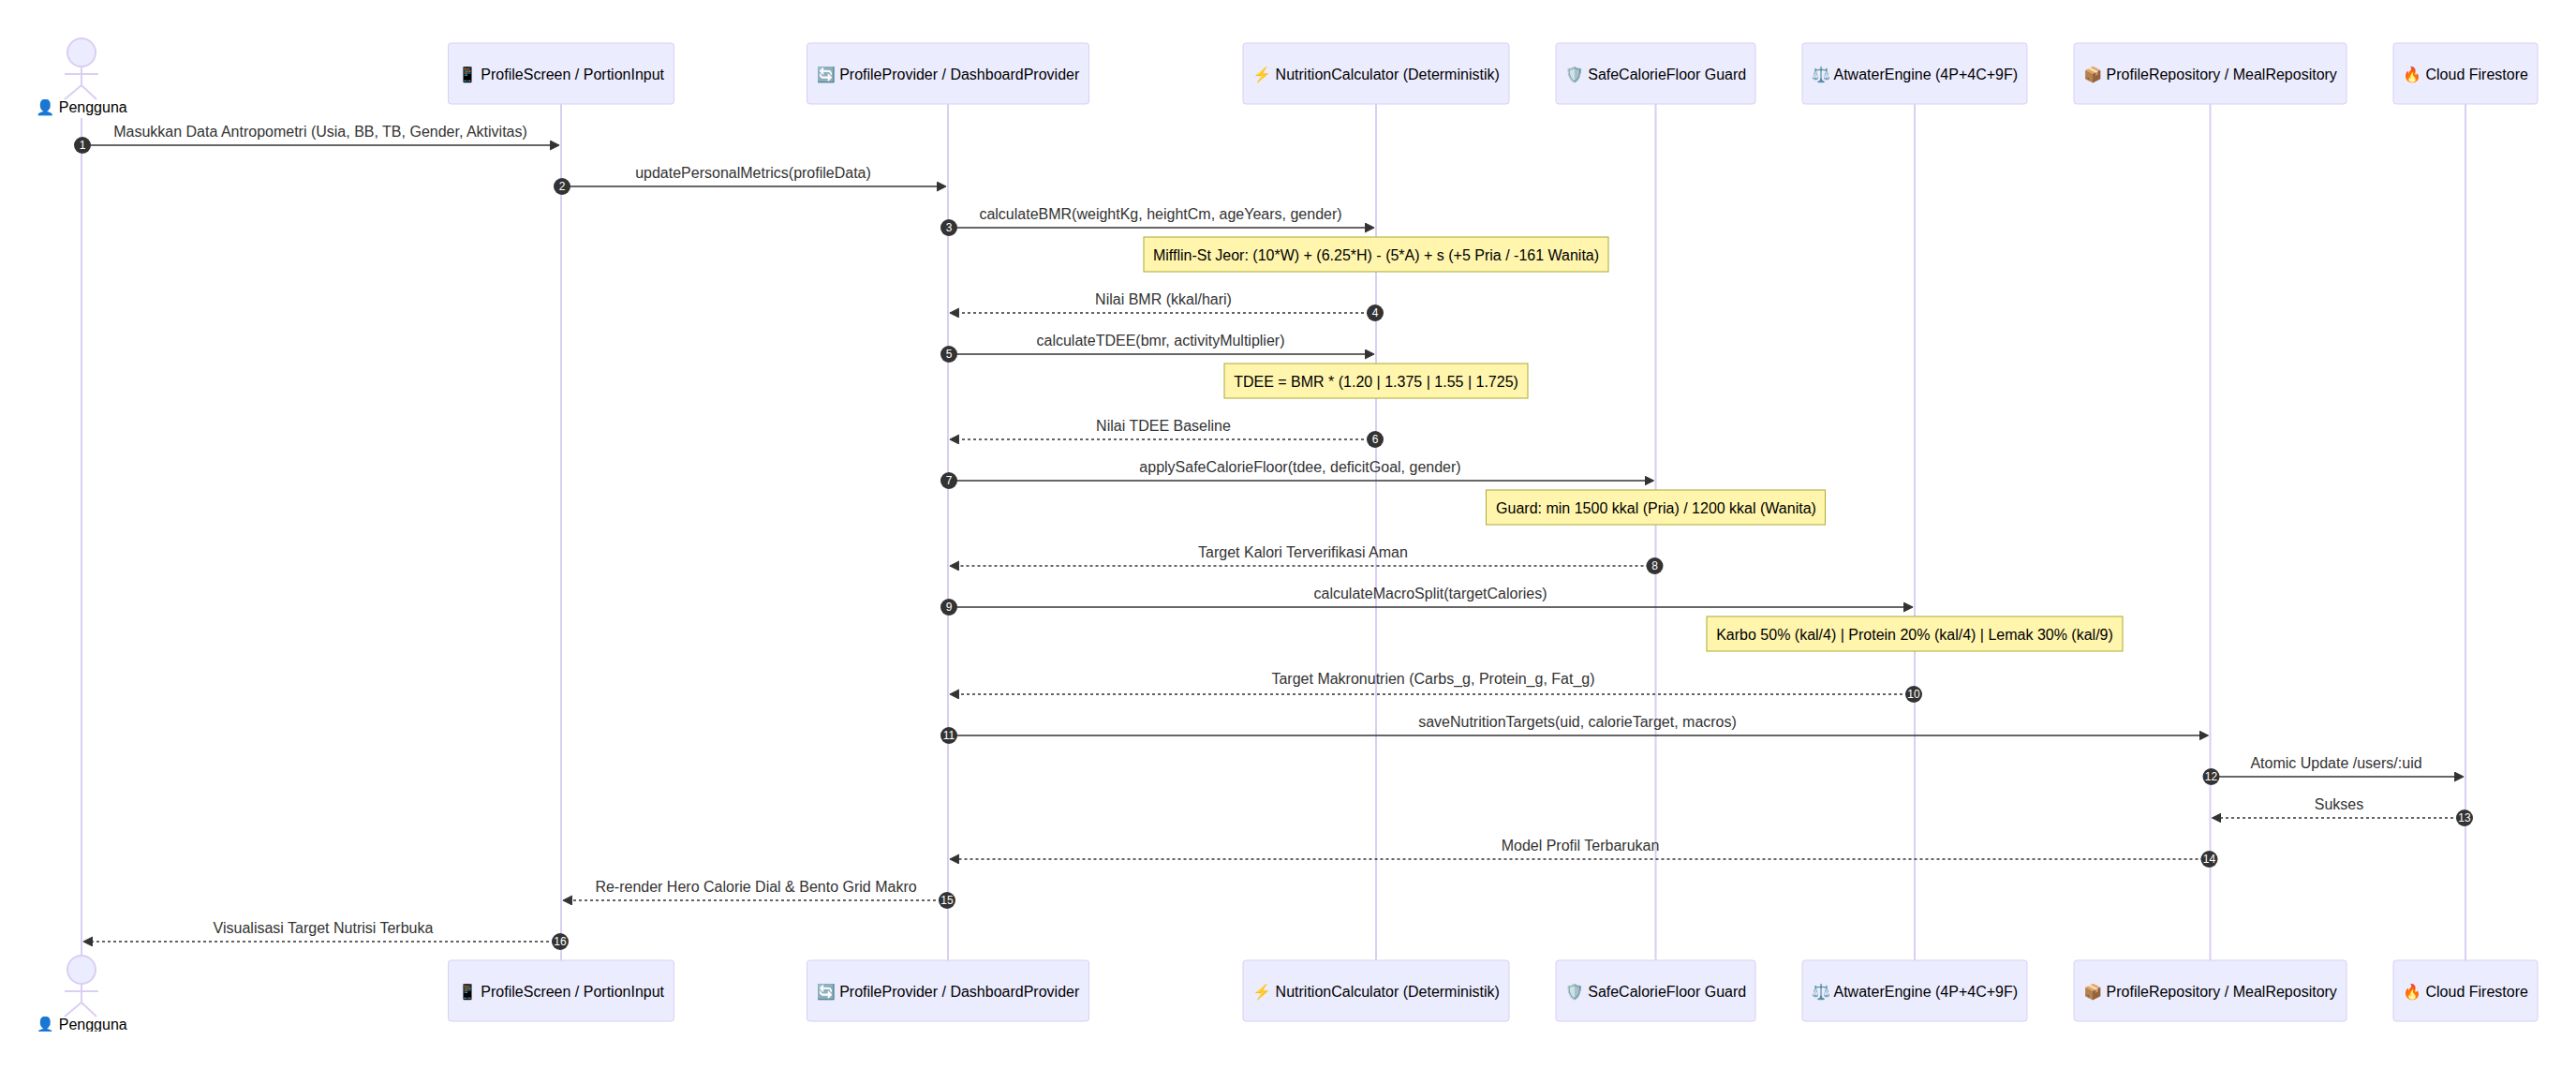 👤 Pengguna
📱 ProfileScreen / PortionInput
🔄 ProfileProvider / DashboardProvider
⚡ NutritionCalculator (Deterministik)
🛡️ SafeCalorieFloor Guard
⚖️ AtwaterEngine (4P+4C+9F)
📦 ProfileRepository / MealRepository
🔥 Cloud Firestore
Masukkan Data Antropometri (Usia, BB, TB, Gender, Aktivitas)
1
updatePersonalMetrics(profileData)
2
calculateBMR(weightKg, heightCm, ageYears, gender)
3
Mifflin-St Jeor: (10*W) + (6.25*H) - (5*A) + s (+5 Pria / -161 Wanita)
Nilai BMR (kkal/hari)
4
calculateTDEE(bmr, activityMultiplier)
5
TDEE = BMR * (1.20 | 1.375 | 1.55 | 1.725)
Nilai TDEE Baseline
6
applySafeCalorieFloor(tdee, deficitGoal, gender)
7
Guard: min 1500 kkal (Pria) / 1200 kkal (Wanita)
Target Kalori Terverifikasi Aman
8
calculateMacroSplit(targetCalories)
9
Karbo 50% (kal/4) | Protein 20% (kal/4) | Lemak 30% (kal/9)
Target Makronutrien (Carbs_g, Protein_g, Fat_g)
10
saveNutritionTargets(uid, calorieTarget, macros)
11
Atomic Update /users/:uid
12
Sukses
13
Model Profil Terbarukan
14
Re-render Hero Calorie Dial & Bento Grid Makro
15
Visualisasi Target Nutrisi Terbuka
16
👤 Pengguna
📱 ProfileScreen / PortionInput
🔄 ProfileProvider / DashboardProvider
⚡ NutritionCalculator (Deterministik)
🛡️ SafeCalorieFloor Guard
⚖️ AtwaterEngine (4P+4C+9F)
📦 ProfileRepository / MealRepository
🔥 Cloud Firestore